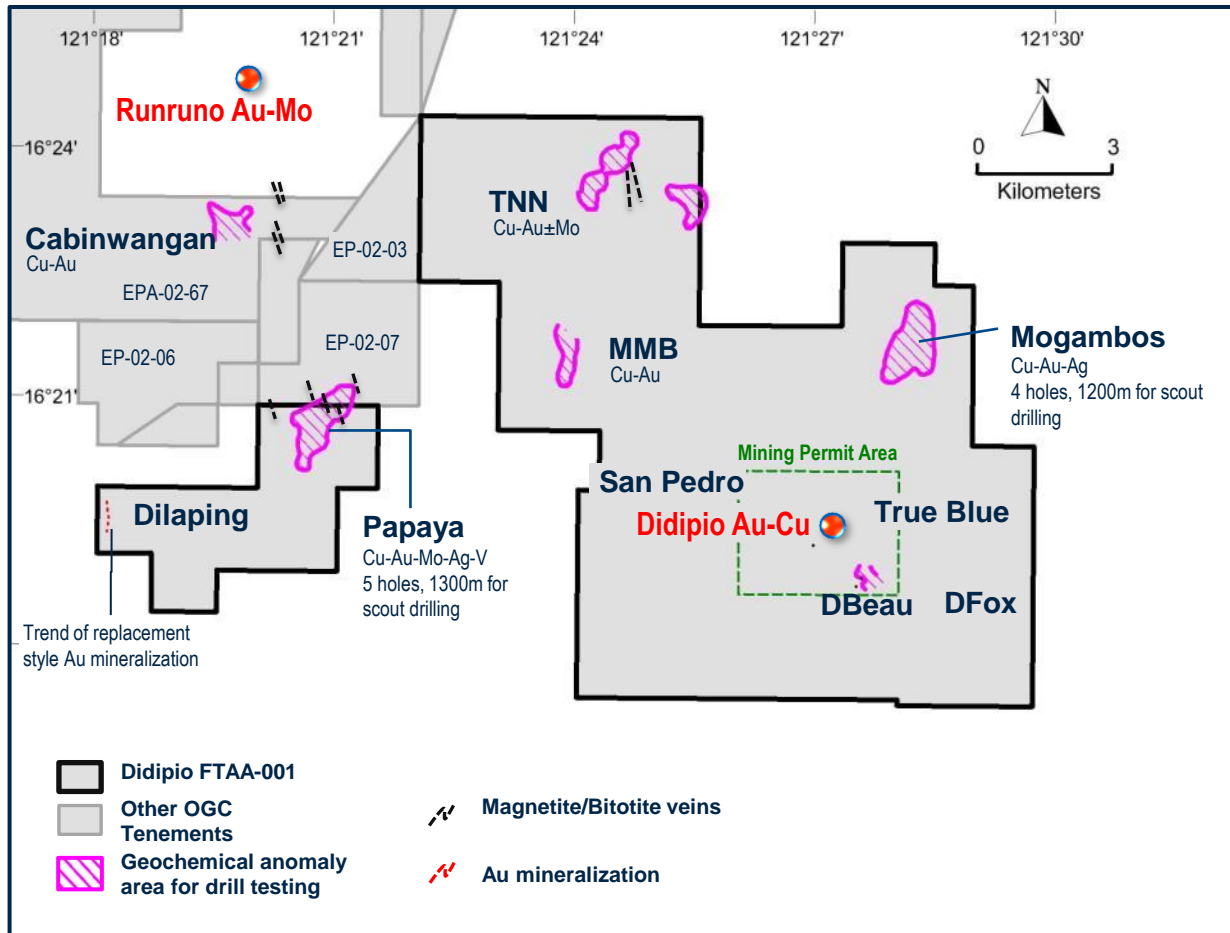 121°18'
121°21'
121°24'
121°27'
121°30'
Runruno Au-Mo
N
0
3
Kilometers
16°24'
TNN
Cu-Au±Mo
Cabinwangan
Cu-Au
EP-02-03
EPA-02-67
EP-02-06
EP-02-07
MMB
Cu-Au
Mogambos
Cu-Au-Ag
4 holes, 1200m for scout
drilling
16°21'
Mining Permit Area
San Pedro
True Blue
Didipio Au-Cu
Dilaping
Papaya
Cu-Au-Mo-Ag-V
5 holes, 1300m for
scout drilling
DBeau
DFox
Trend of replacement
style Au mineralization
Didipio FTAA-001
Other OGC
Tenements
Geochemical anomaly
area for drill testing
Magnetite/Bitotite veins
Au mineralization